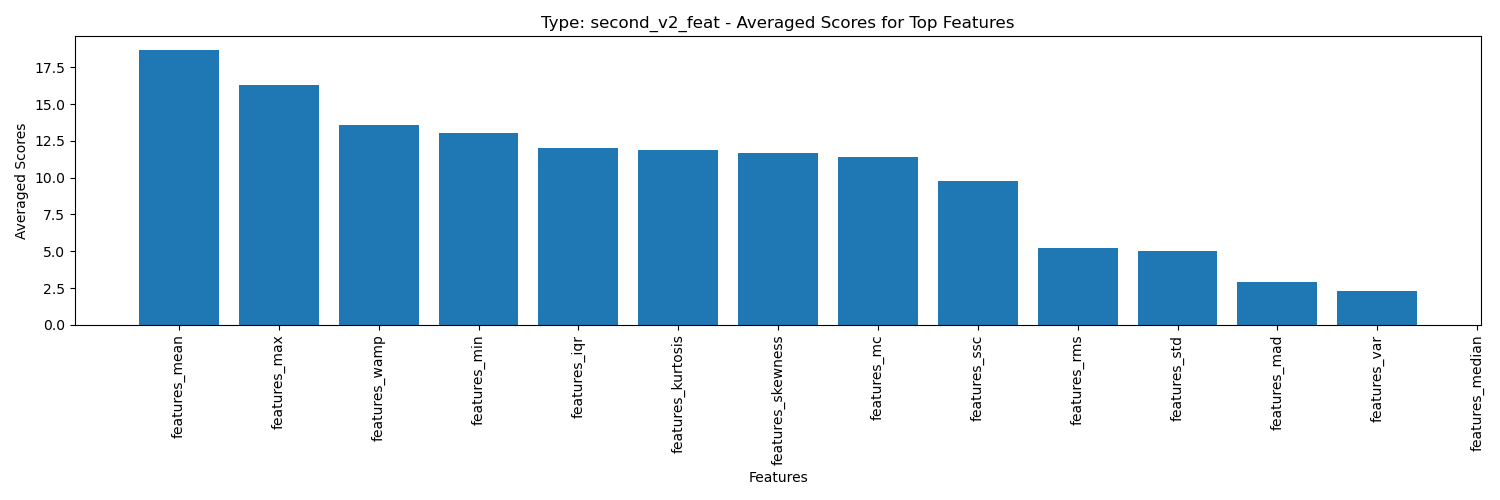 Type: second_v2_feat - Averaged Scores for Top Features
Averaged Scores
17.5
15.0
12.5
10.0
7.5
5.0
2.5
0.0
features_mean
features_max
features_wamp
features_min
features_iqr
features_kurtosis
features_skewness
features_mc
features_ssc
features_rms
features_std
features_mad
features_var
features_median
Features